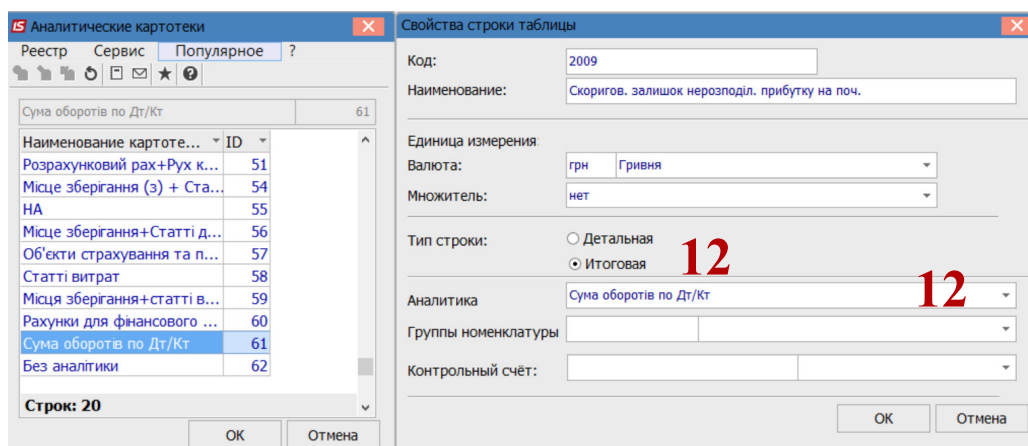 Аналитические картотеки
Реестр Сервис Популярное ?
Сума оборотів по Дт/Кт 61
Наименование картоте... ID
Розрахунковий рах+Рух к... 51
Місце зберігання (з) + Ста... 54
НА 55
Місце зберігання+Статті д... 56
Об'єкти страхування та п... 57
Статті витрат 58
Місця зберігання+статті в... 59
Рахунки для фінансового ... 60
Сума оборотів по Дт/Кт 61
Без аналітики 62
Строк: 20
ОК Отмена
Свойства строки таблицы
Код: 2009
Наименование: Скоригов. залишок нерозподіл. прибутку на поч.
Единица измерения:
Валюта: грн Гривня
Множитель: нет
Тип строки: Детальная
Итоговая
12
Аналитика Сума оборотів по Дт/Кт
12
Группы номенклатуры
Контрольный счёт:
ОК Отмена